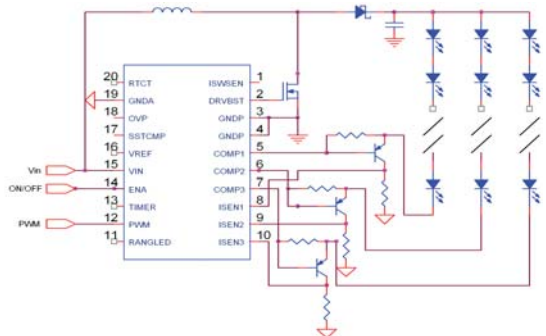 20 RTCT ISWSEN 1
19 GNDA DRVBST 2
18 OVP GNDP 3
17 SSTCMP GNDP 4
16 VREF COMP1 5
Vin 15 VIN COMP2 6
ON/OFF 14 ENA COMP3 7
13 TIMER ISEN1 8
PWM 12 PWM ISEN2 9
11 RANGLED ISEN3 10